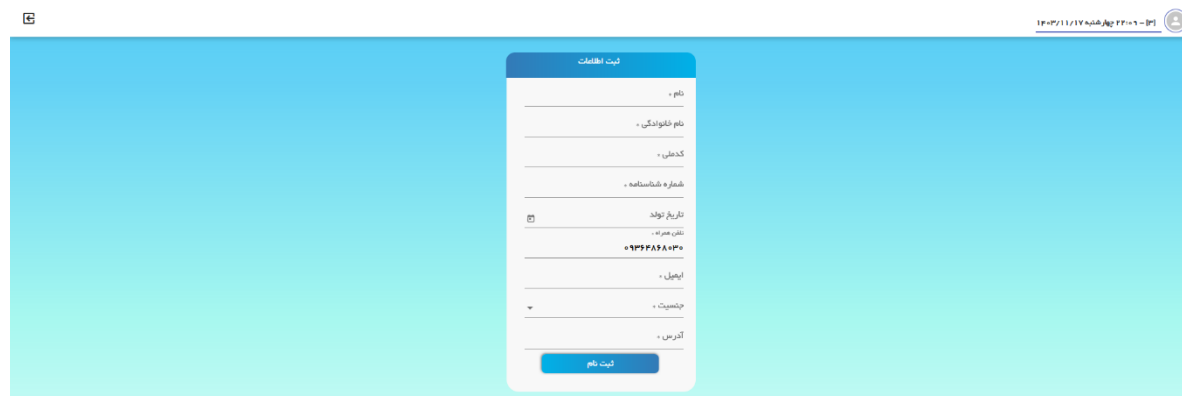 [۳] - ۲۲:۰۹ چهارشنبه ۱۴۰۳/۱۱/۱۷
ثبت اطلاعات
نام *
نام خانوادگی *
کدملی *
شماره شناسنامه *
تاریخ تولد
تلفن همراه *
۰۹۳۶۴۸۶۸۰۳۰
ایمیل *
جنسیت *
آدرس *
ثبت نام